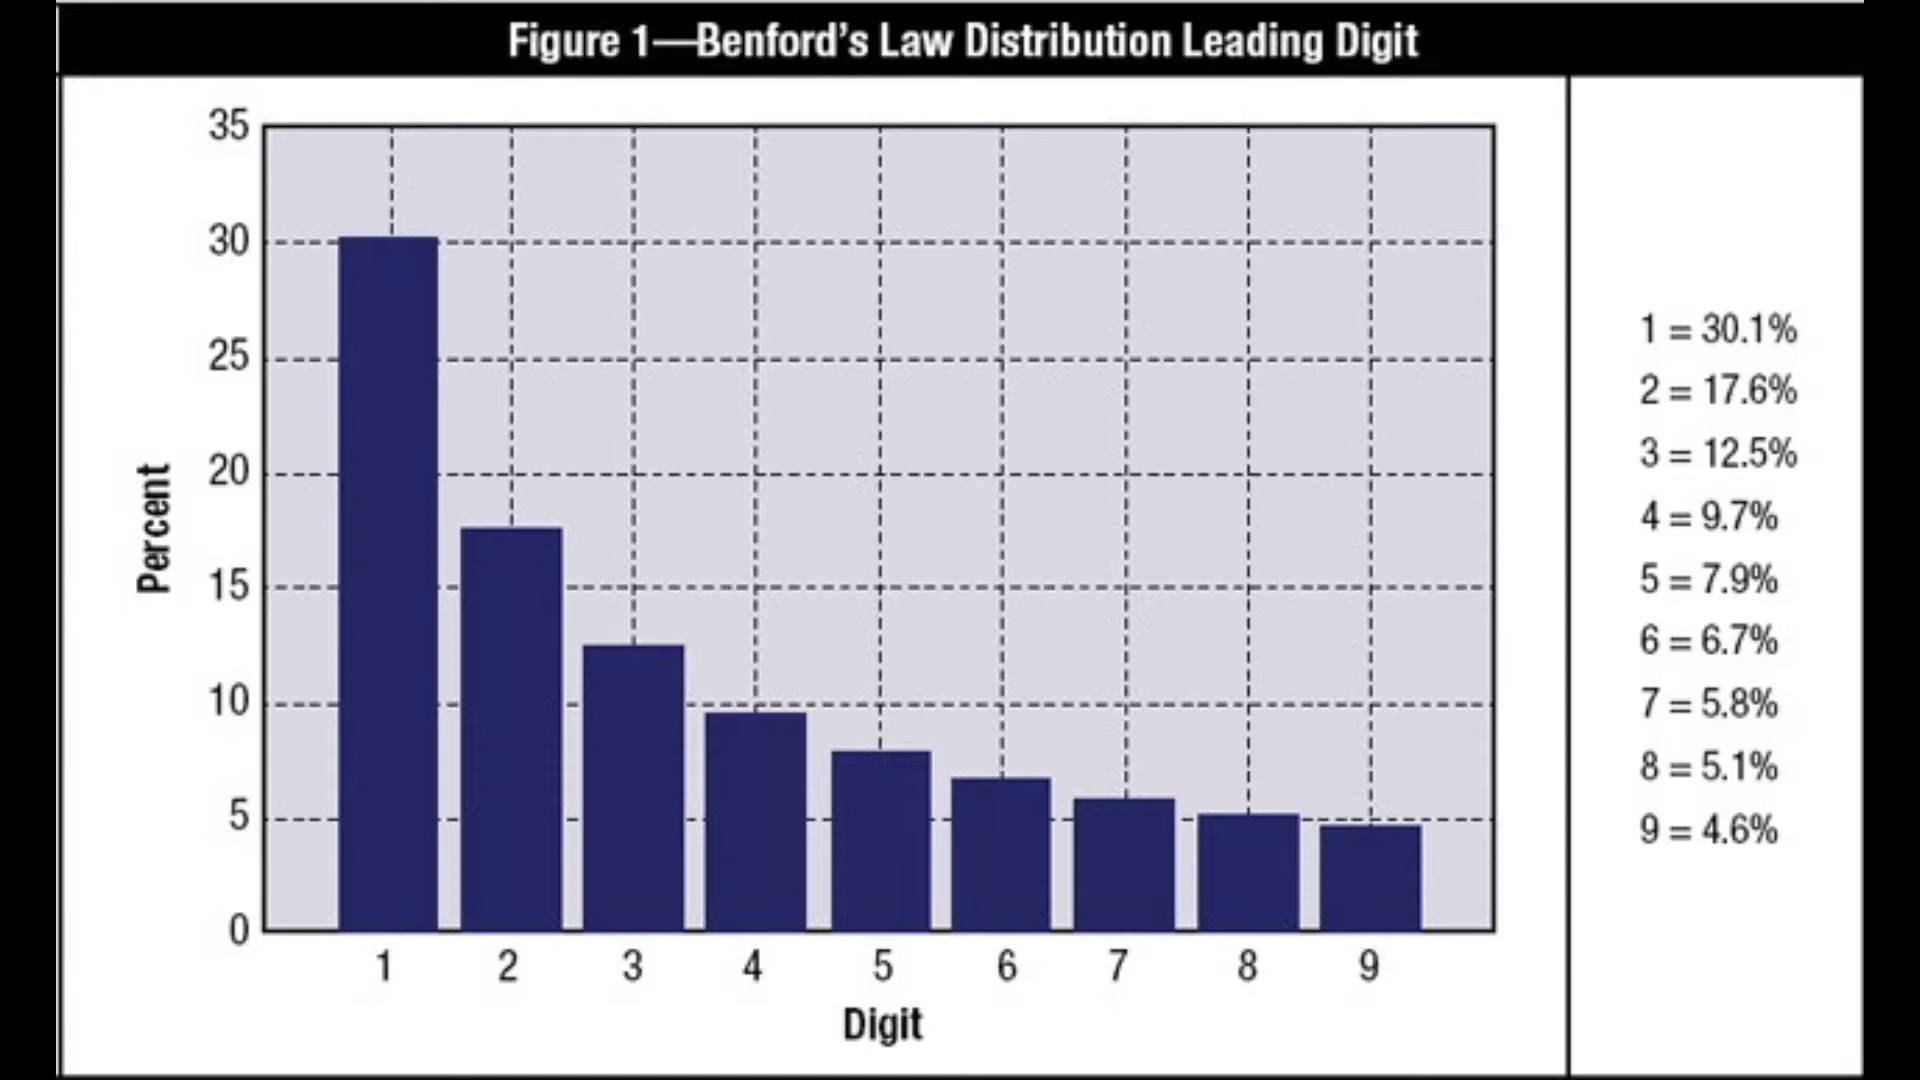 Figure 1—Benford's Law Distribution Leading Digit
35
30
25
20
15
10
5
0
Percent
1 2 3 4 5 6 7 8 9
Digit
1 = 30.1%
2 = 17.6%
3 = 12.5%
4 = 9.7%
5 = 7.9%
6 = 6.7%
7 = 5.8%
8 = 5.1%
9 = 4.6%